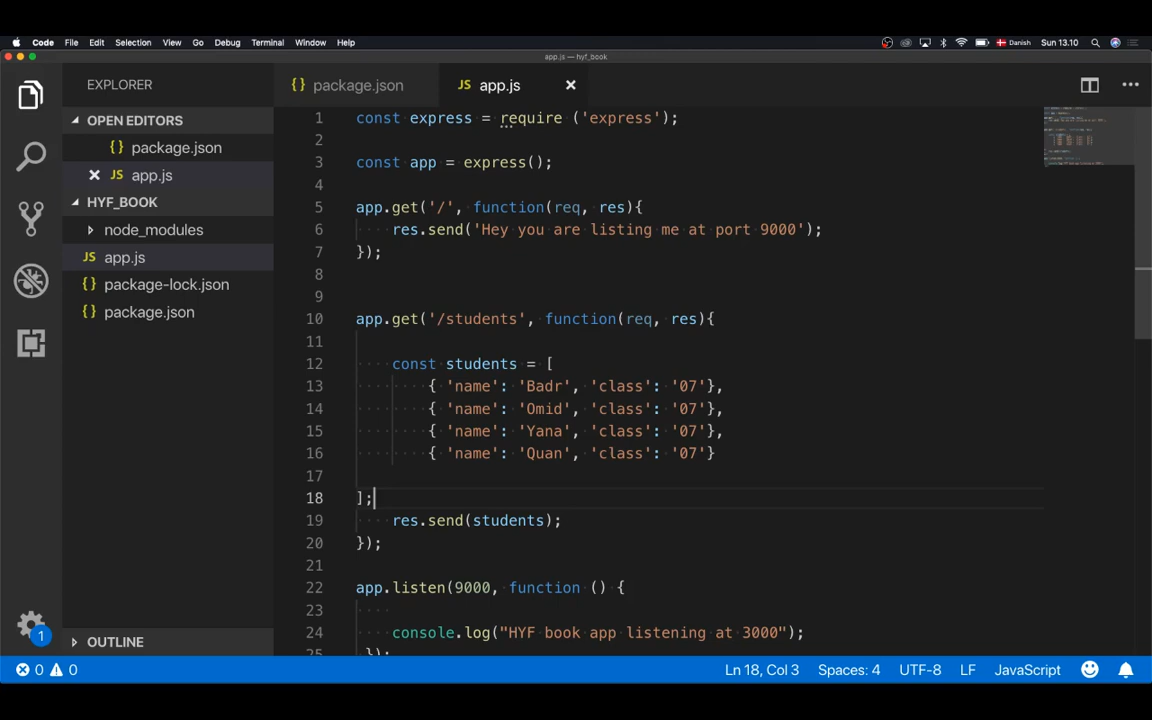 Code File Edit Selection View Go Debug Terminal Window Help Danish Sun 13.10
app.js — hyf_book
EXPLORER
{} package.json JS app.js ×
OPEN EDITORS
{} package.json
× JS app.js
HYF_BOOK
node_modules
JS app.js
{} package-lock.json
{} package.json
OUTLINE
1 const express = require ('express');
2
3 const app = express();
4
5 app.get('/', function(req, res){
6 res.send('Hey you are listing me at port 9000');
7 });
8
9
10 app.get('/students', function(req, res){
11
12 const students = [
13 { 'name': 'Badr', 'class': '07'},
14 { 'name': 'Omid', 'class': '07'},
15 { 'name': 'Yana', 'class': '07'},
16 { 'name': 'Quan', 'class': '07'}
17
18 ];
19 res.send(students);
20 });
21
22 app.listen(9000, function () {
23
24 console.log("HYF book app listening at 3000");
25 });
1
0 0 Ln 18, Col 3 Spaces: 4 UTF-8 LF JavaScript